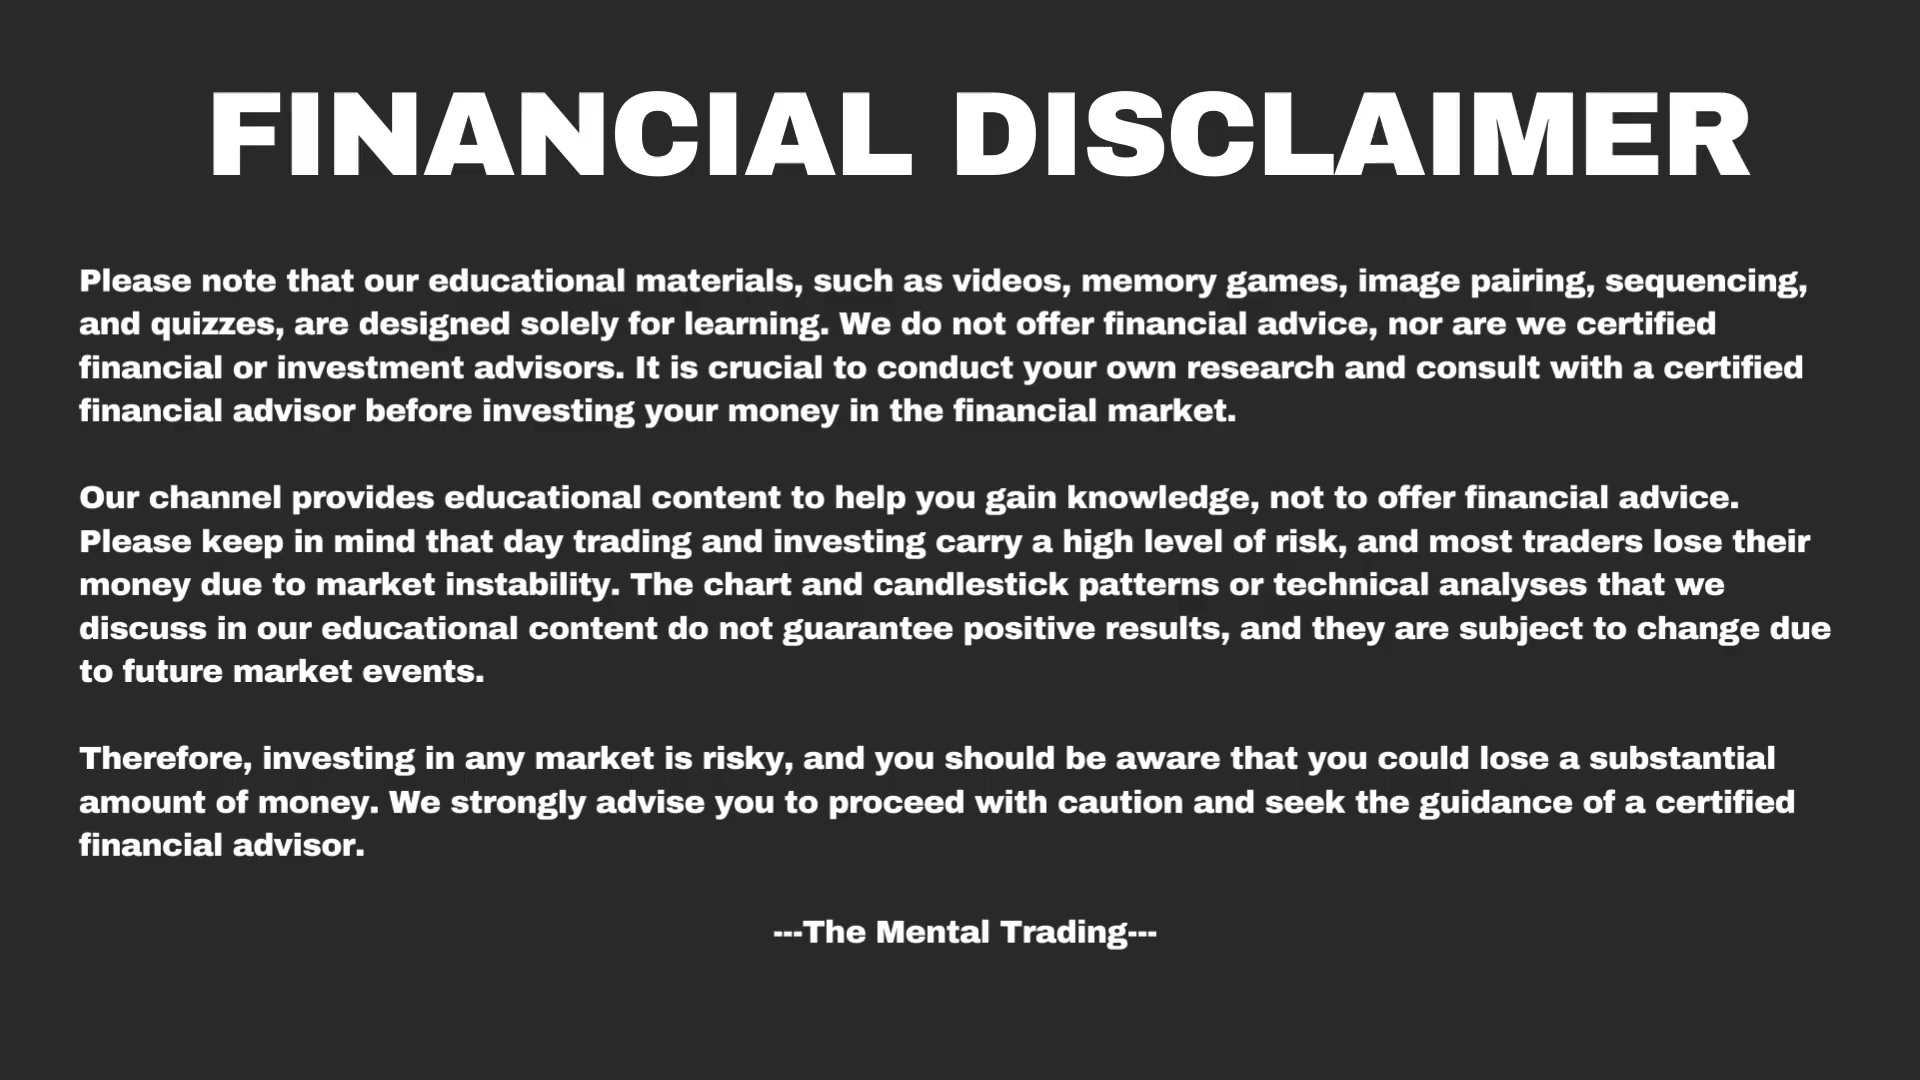 FINANCIAL DISCLAIMER
Please note that our educational materials, such as videos, memory games, image pairing, sequencing,
and quizzes, are designed solely for learning. We do not offer financial advice, nor are we certified
financial or investment advisors. It is crucial to conduct your own research and consult with a certified
financial advisor before investing your money in the financial market.
Our channel provides educational content to help you gain knowledge, not to offer financial advice.
Please keep in mind that day trading and investing carry a high level of risk, and most traders lose their
money due to market instability. The chart and candlestick patterns or technical analyses that we
discuss in our educational content do not guarantee positive results, and they are subject to change due
to future market events.
Therefore, investing in any market is risky, and you should be aware that you could lose a substantial
amount of money. We strongly advise you to proceed with caution and seek the guidance of a certified
financial advisor.
---The Mental Trading---